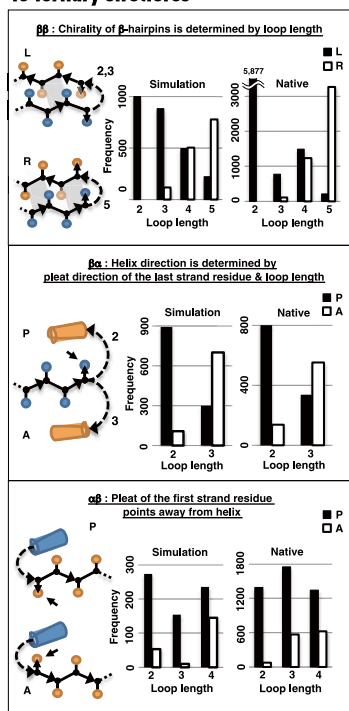 ββ : Chirality of β-hairpins is determined by loop length
L
2,3
R
5
Simulation
Native
L
R
5,877
Frequency
1000
500
0
3000
2000
1000
0
2 3 4 5
2 3 4 5
Loop length
Loop length
βα : Helix direction is determined by
pleat direction of the last strand residue & loop length
P
2
3
A
Simulation
Native
P
A
Frequency
900
600
300
0
800
400
0
2 3
2 3
Loop length
Loop length
αβ : Pleat of the first strand residue
points away from helix
P
A
P
A
Simulation
Native
Frequency
300
200
100
0
1800
1200
600
0
2 3 4
2 3 4
Loop length
Loop length